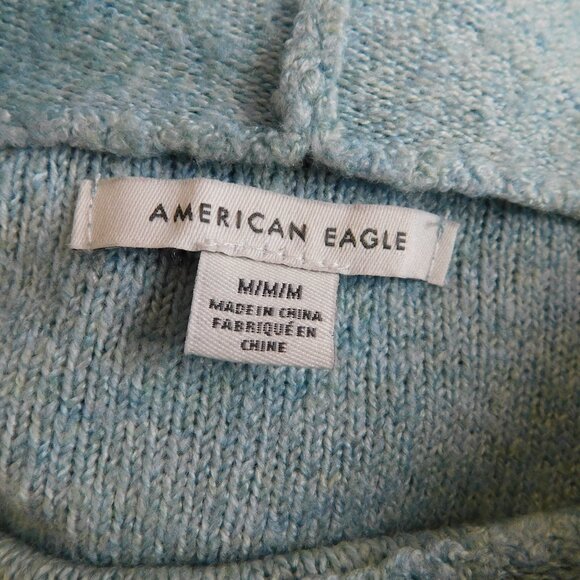 AMERICAN EAGLE
M/M/M
MADE IN CHINA
FABRIQUÉ EN
CHINE